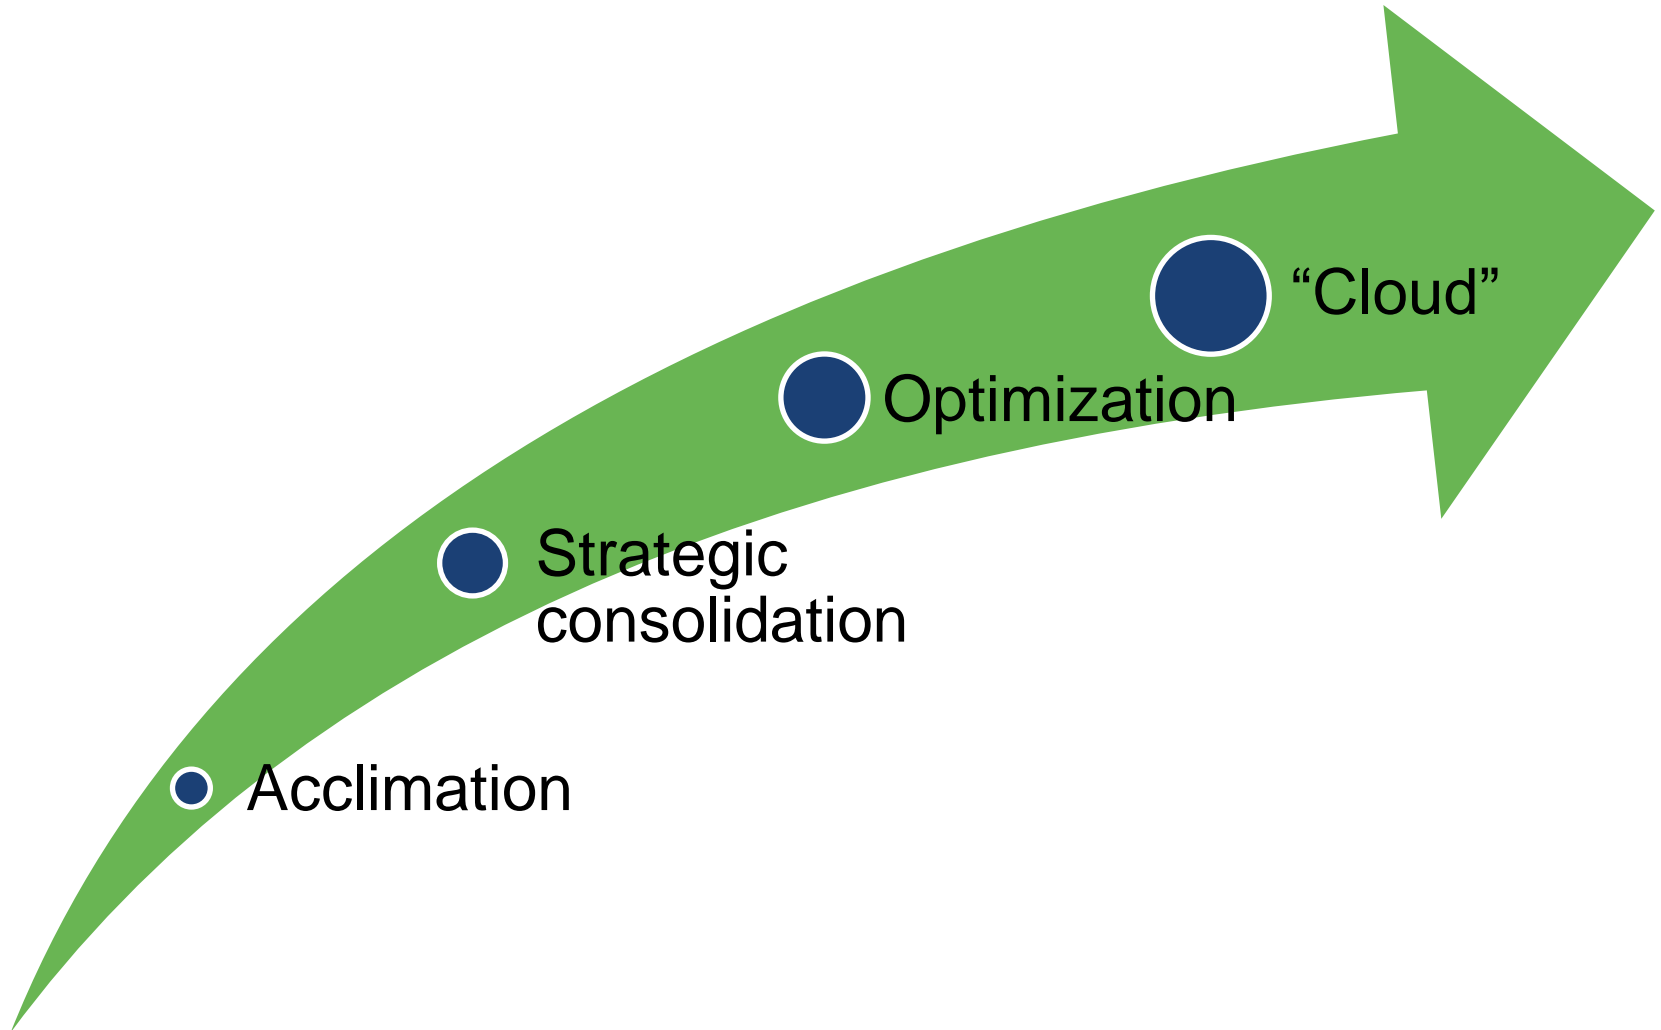 “Cloud”
Optimization
Strategic
consolidation
Acclimation